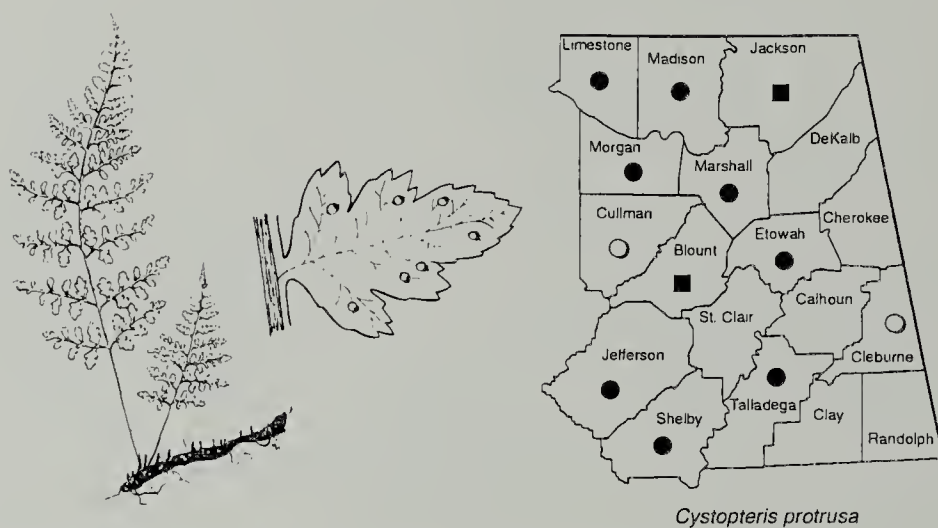 Limestone
Madison
Jackson
DeKalb
Morgan
Marshall
Cullman
Cherokee
Etowah
Blount
Calhoun
St. Clair
Jefferson
Cleburne
Shelby
Talladega
Clay
Randolph
Cystopteris protrusa